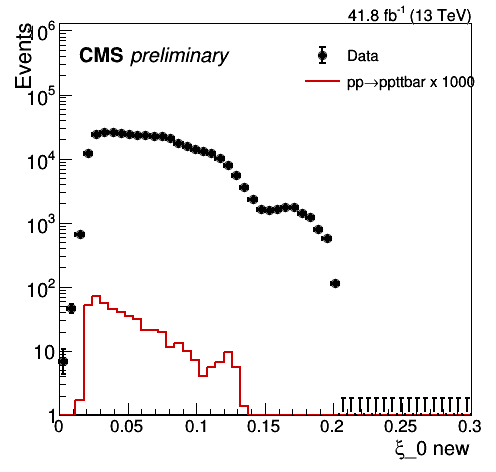 41.8 fb⁻¹ (13 TeV)
Events
CMS preliminary
Data
pp→ppttbar x 1000
10⁶
10⁵
10⁴
10³
10²
10
1
0 0.05 0.1 0.15 0.2 0.25 0.3
ξ_0 new